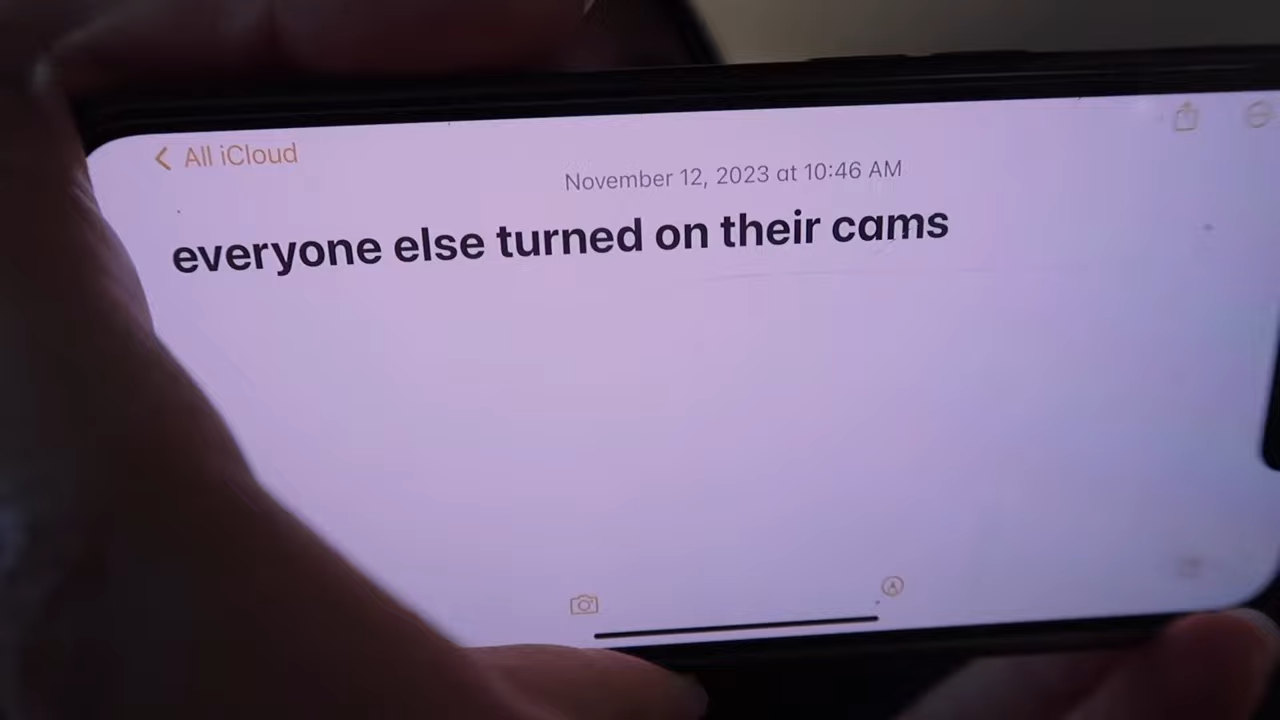 All iCloud
November 12, 2023 at 10:46 AM
everyone else turned on their cams